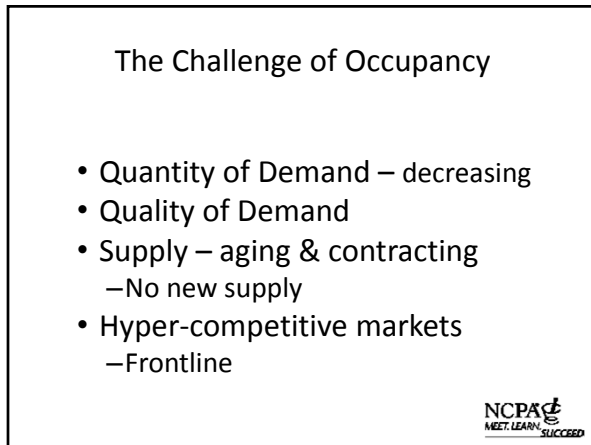 The Challenge of Occupancy
• Quantity of Demand – decreasing
• Quality of Demand
• Supply – aging & contracting
–No new supply
• Hyper-competitive markets
–Frontline
NCPA
MEET. LEARN.
SUCCEED.